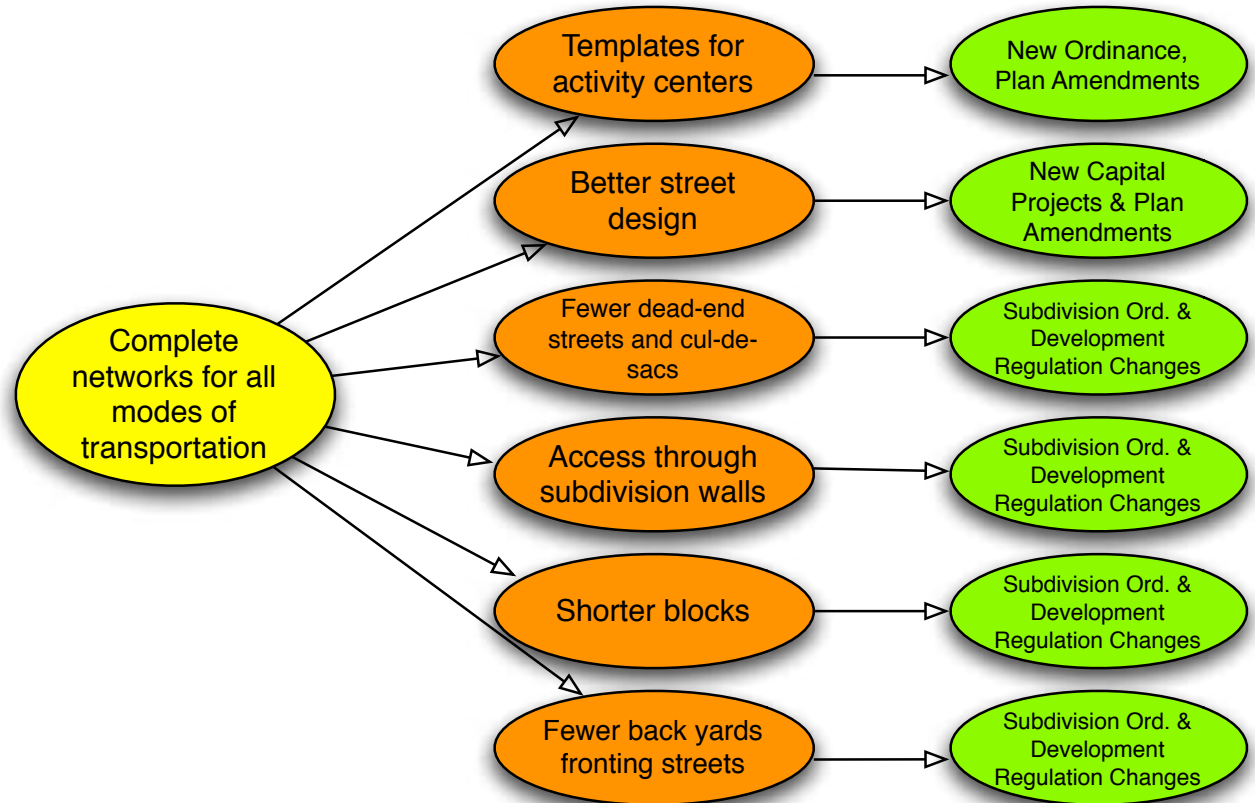 Templates for
activity centers
New Ordinance,
Plan Amendments
Better street
design
New Capital
Projects & Plan
Amendments
Complete
networks for all
modes of
transportation
Fewer dead-end
streets and cul-de-
sacs
Subdivision Ord. &
Development
Regulation Changes
Access through
subdivision walls
Subdivision Ord. &
Development
Regulation Changes
Shorter blocks
Subdivision Ord. &
Development
Regulation Changes
Fewer back yards
fronting streets
Subdivision Ord. &
Development
Regulation Changes